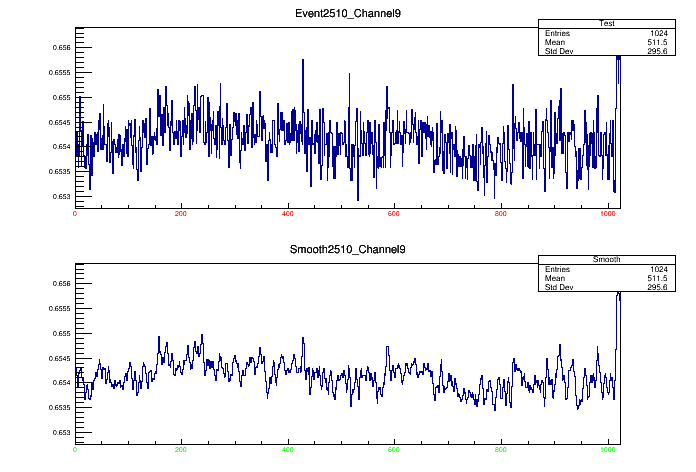 Event2510_Channel9
Test
Entries 1024
Mean 511.5
Std Dev 295.6
0.656
0.6555
0.655
0.6545
0.654
0.6535
0.653
0 200 400 600 800 1000
Smooth2510_Channel9
Smooth
Entries 1024
Mean 511.5
Std Dev 295.6
0.656
0.6555
0.655
0.6545
0.654
0.6535
0.653
0 200 400 600 800 1000